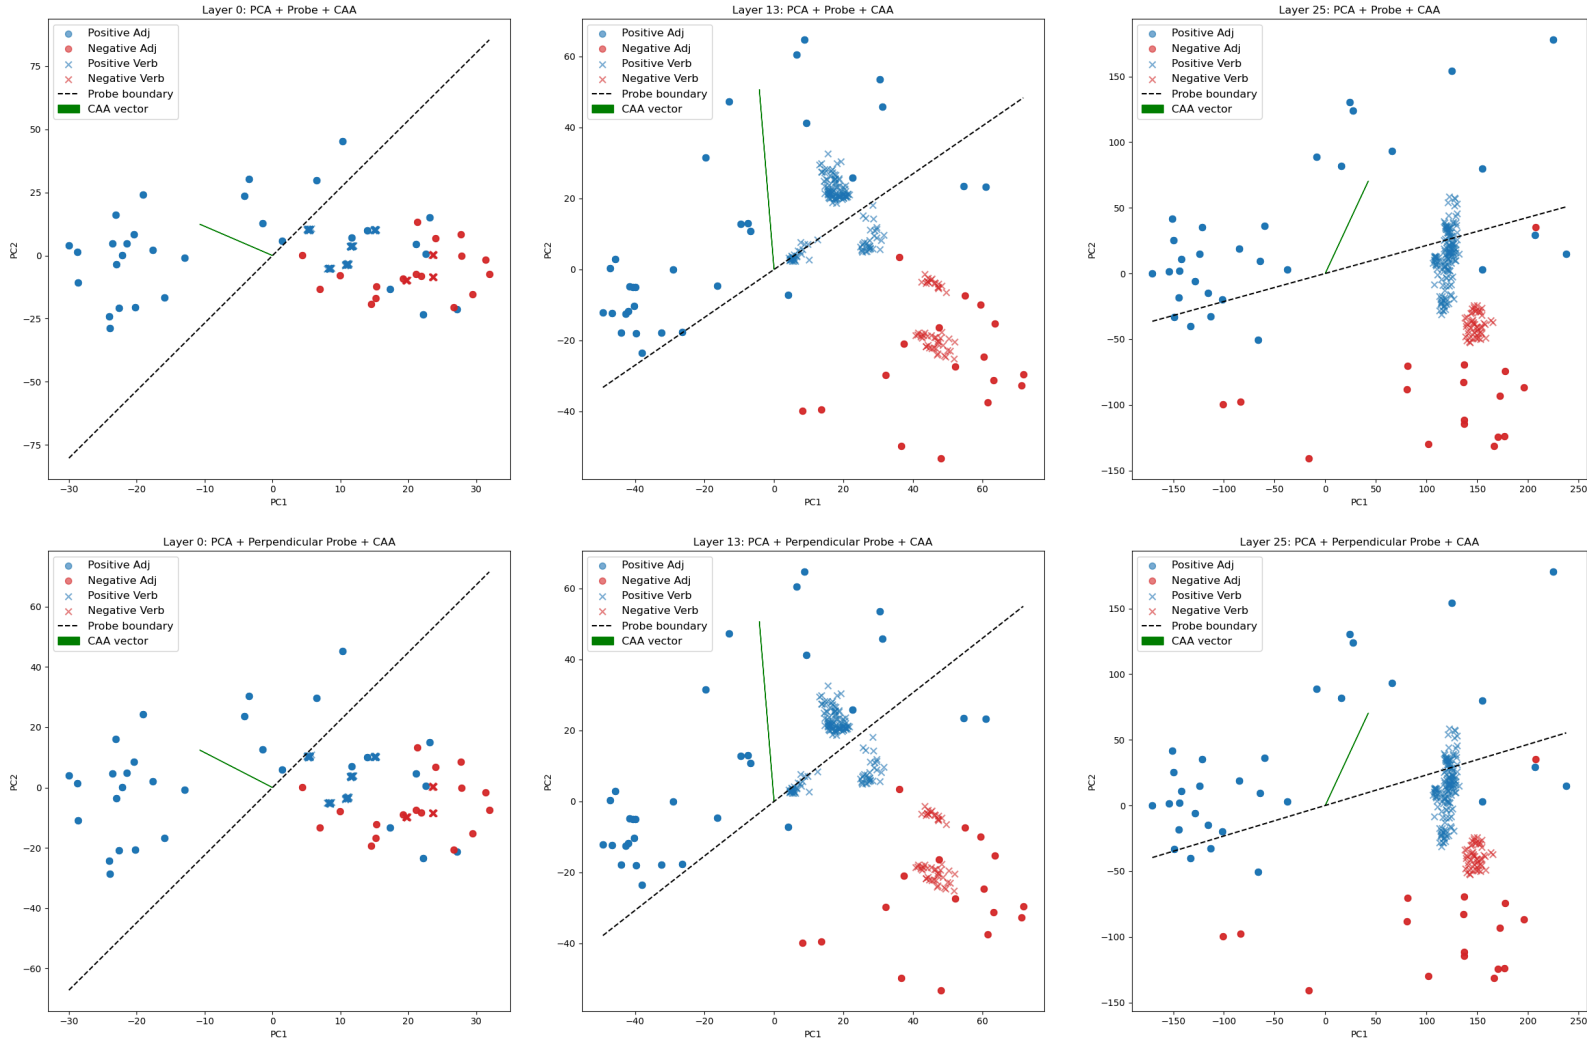 Layer 0: PCA + Probe + CAA
Positive Adj
Negative Adj
Positive Verb
Negative Verb
Probe boundary
CAA vector
75
50
25
0
−25
−50
−75
PC2
−30
−20
−10
0
10
20
30
PC1
Layer 13: PCA + Probe + CAA
Positive Adj
Negative Adj
Positive Verb
Negative Verb
Probe boundary
CAA vector
60
40
20
0
−20
−40
PC2
−40
−20
0
20
40
60
PC1
Layer 25: PCA + Probe + CAA
Positive Adj
Negative Adj
Positive Verb
Negative Verb
Probe boundary
CAA vector
150
100
50
0
−50
−100
−150
PC2
−150
−100
−50
0
50
100
150
200
250
PC1
Layer 0: PCA + Perpendicular Probe + CAA
Positive Adj
Negative Adj
Positive Verb
Negative Verb
Probe boundary
CAA vector
60
40
20
0
−20
−40
−60
PC2
−30
−20
−10
0
10
20
30
PC1
Layer 13: PCA + Perpendicular Probe + CAA
Positive Adj
Negative Adj
Positive Verb
Negative Verb
Probe boundary
CAA vector
60
40
20
0
−20
−40
PC2
−40
−20
0
20
40
60
PC1
Layer 25: PCA + Perpendicular Probe + CAA
Positive Adj
Negative Adj
Positive Verb
Negative Verb
Probe boundary
CAA vector
150
100
50
0
−50
−100
−150
PC2
−150
−100
−50
0
50
100
150
200
250
PC1